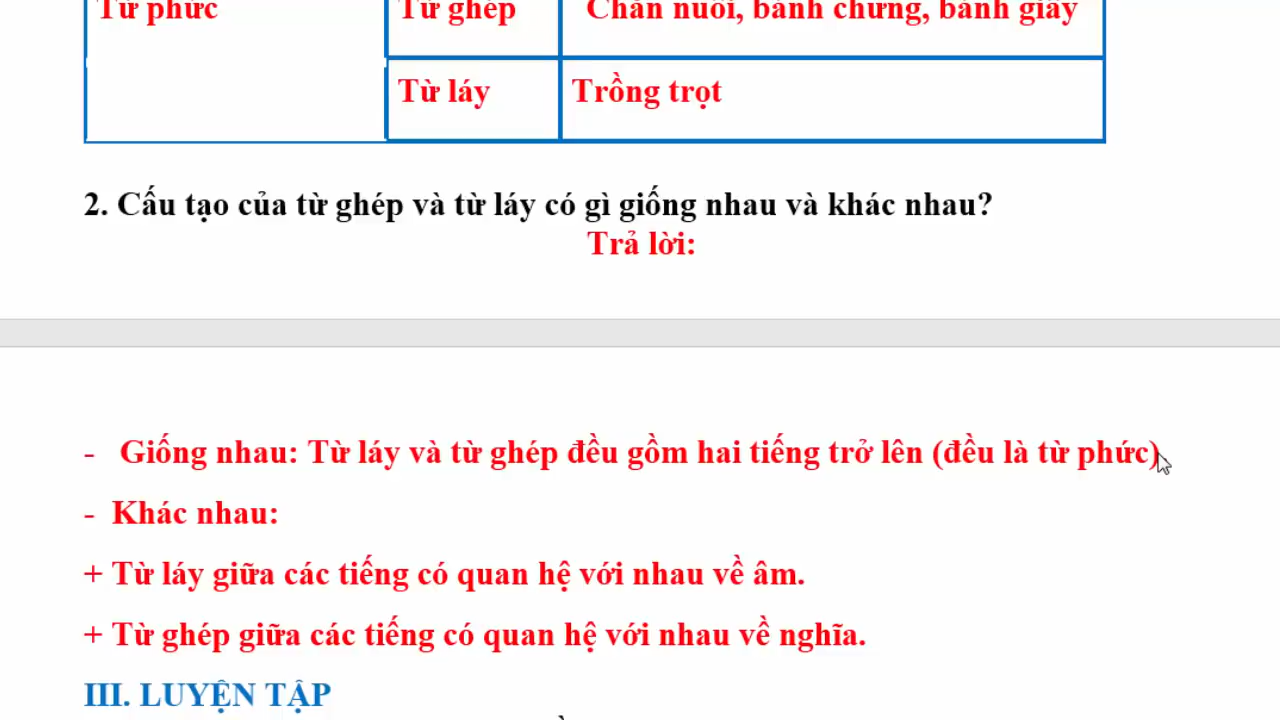 Từ phức Từ ghép Chăn nuôi, bánh chưng, bánh giầy
Từ láy Trồng trọt
2. Cấu tạo của từ ghép và từ láy có gì giống nhau và khác nhau?
Trả lời:
- Giống nhau: Từ láy và từ ghép đều gồm hai tiếng trở lên (đều là từ phức)
- Khác nhau:
+ Từ láy giữa các tiếng có quan hệ với nhau về âm.
+ Từ ghép giữa các tiếng có quan hệ với nhau về nghĩa.
III. LUYỆN TẬP